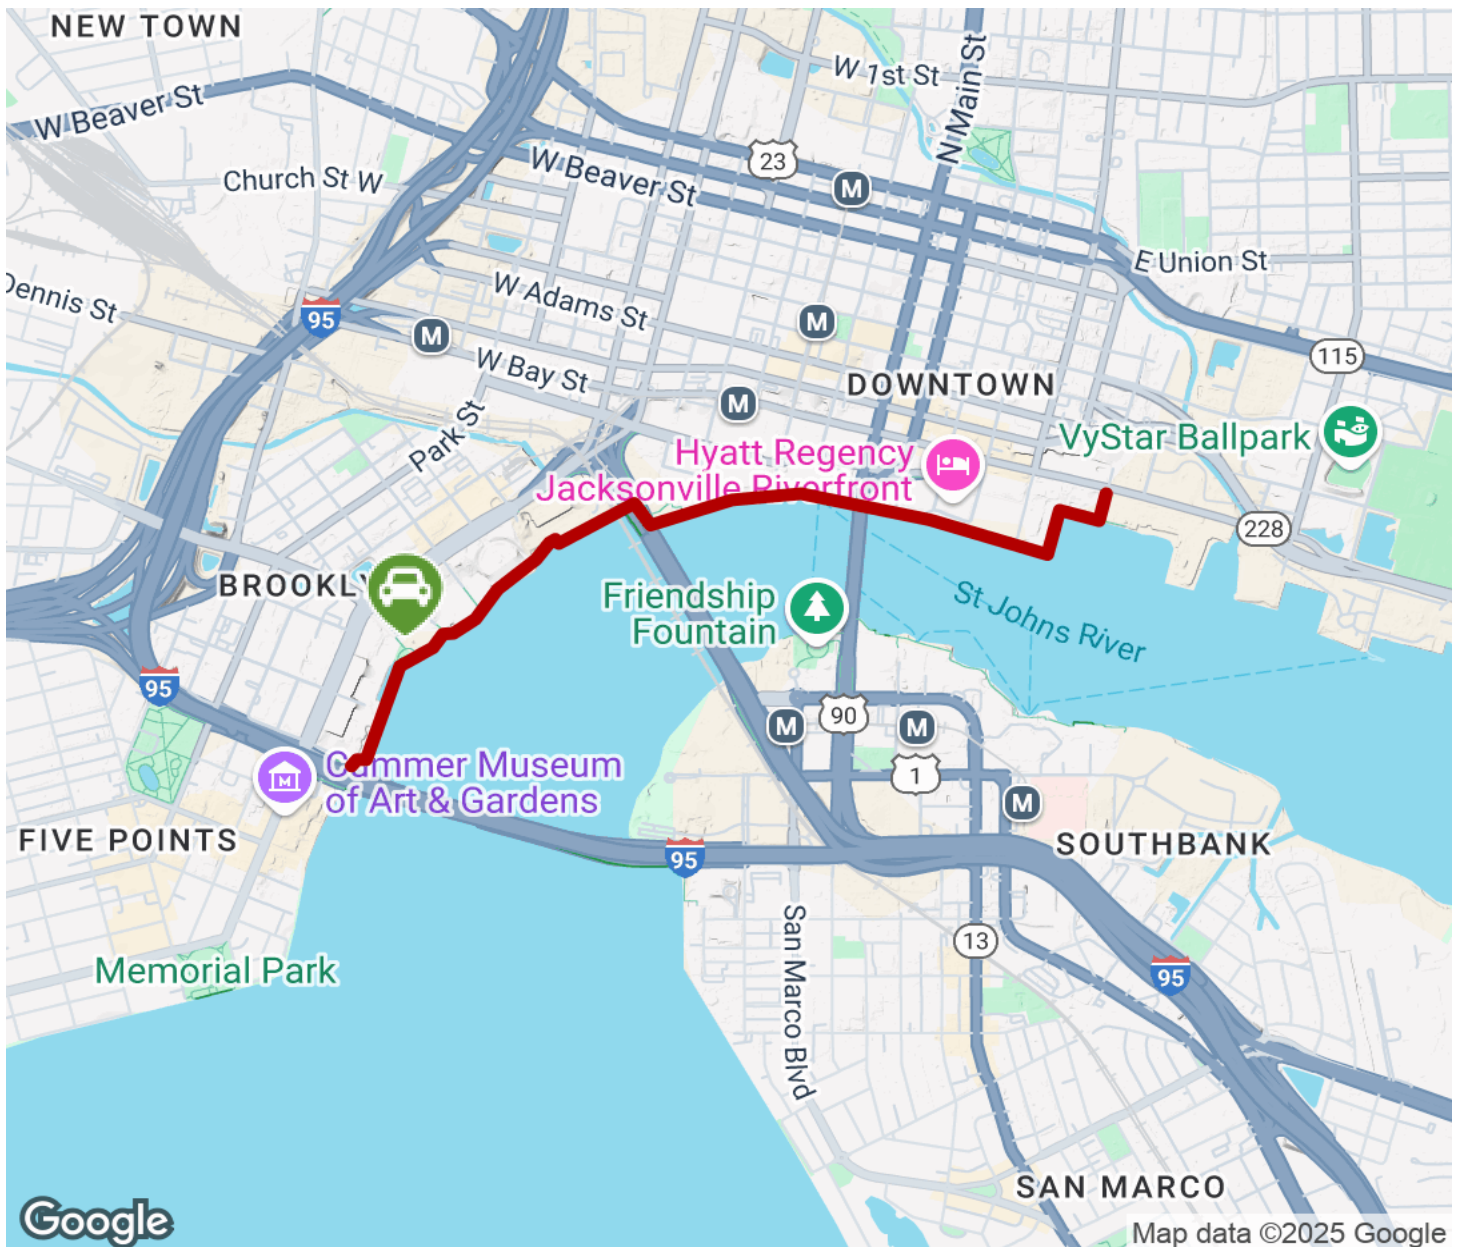 NEW TOWN
W 1st St
N Main St
W Beaver St
23
W Beaver St
M
Church St W
E Union St
Dennis St
W Adams St
95
M
M
115
W Bay St
DOWNTOWN
M
Park St
VyStar Ballpark
Hyatt Regency
Jacksonville Riverfront
228
BROOKLY
Friendship
Fountain
St Johns River
95
M
90
M
1
Cummer Museum
of Art & Gardens
M
FIVE POINTS
95
SOUTHBANK
San Marco Blvd
13
Memorial Park
95
SAN MARCO
Google
Map data ©2025 Google